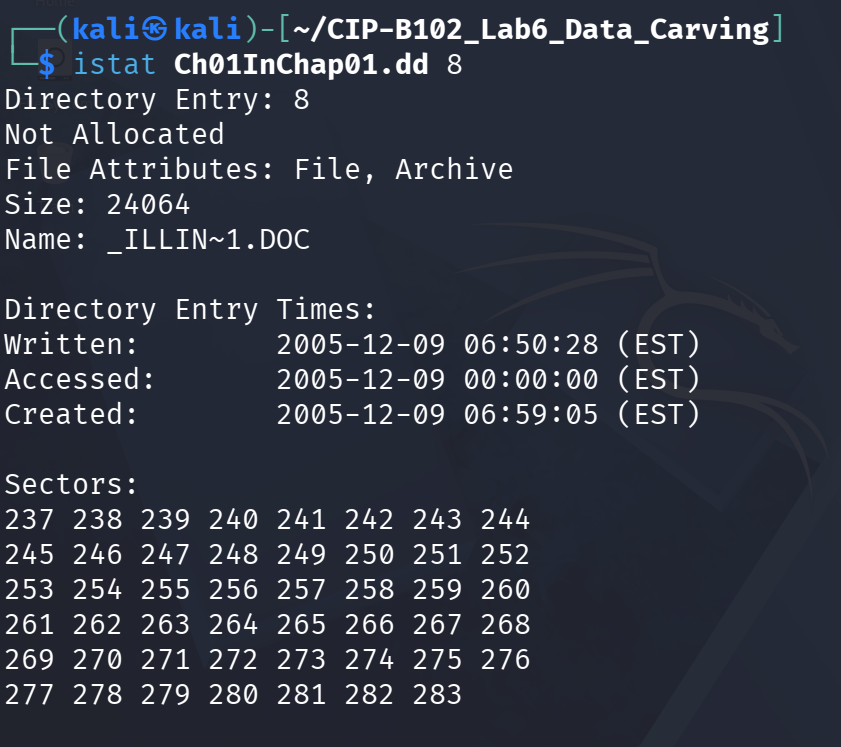 ┌──(kali㉿kali)-[~/CIP-B102_Lab6_Data_Carving]
└─$ istat Ch01InChap01.dd 8
Directory Entry: 8
Not Allocated
File Attributes: File, Archive
Size: 24064
Name: _ILLIN~1.DOC

Directory Entry Times:
Written:        2005-12-09 06:50:28 (EST)
Accessed:       2005-12-09 00:00:00 (EST)
Created:        2005-12-09 06:59:05 (EST)

Sectors:
237 238 239 240 241 242 243 244
245 246 247 248 249 250 251 252
253 254 255 256 257 258 259 260
261 262 263 264 265 266 267 268
269 270 271 272 273 274 275 276
277 278 279 280 281 282 283